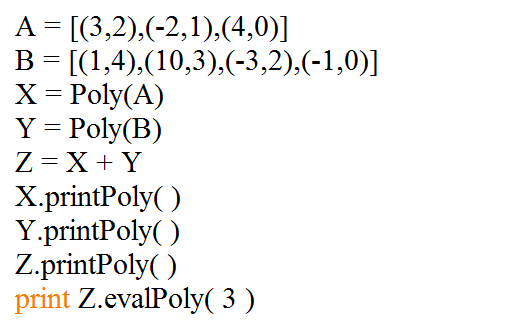 A = [(3,2),(-2,1),(4,0)]
B = [(1,4),(10,3),(-3,2),(-1,0)]
X = Poly(A)
Y = Poly(B)
Z = X + Y
X.printPoly( )
Y.printPoly( )
Z.printPoly( )
print Z.evalPoly( 3 )